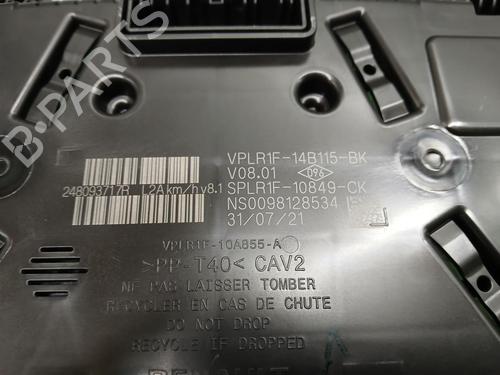 VPLR1F-14B115-BK
V08.01 096
248093717R L2A km/h v8.1 SPLR1F-10849-CK
NS0098128534
31/07/21
VPLR1F-10A855-A
>PP-T40< CAV2
NE PAS LAISSER TOMBER
RECYCLER EN CAS DE CHUTE
DO NOT DROP
RECYCLE IF DROPPED
B-Parts